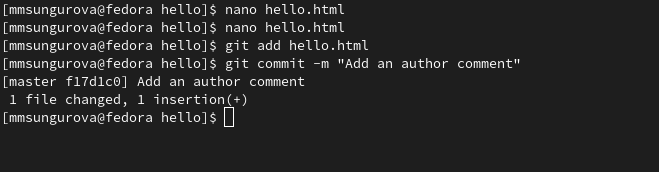 [mmsungurova@fedora hello]$ nano hello.html
[mmsungurova@fedora hello]$ nano hello.html
[mmsungurova@fedora hello]$ git add hello.html
[mmsungurova@fedora hello]$ git commit -m "Add an author comment"
[master f17d1c0] Add an author comment
 1 file changed, 1 insertion(+)
[mmsungurova@fedora hello]$